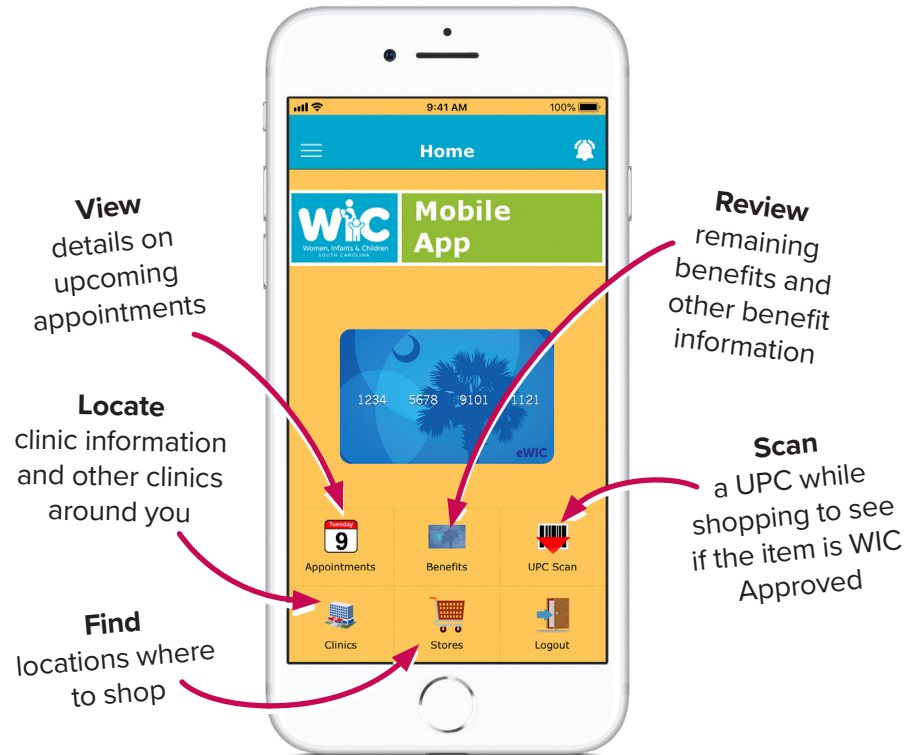 9:41 AM
100%
Home
WIC
Women, Infants & Children
SOUTH CAROLINA
Mobile
App
View
details on
upcoming
appointments
Review
remaining
benefits and
other benefit
information
1234 5678 9101 1121
eWIC
Locate
clinic information
and other clinics
around you
Scan
a UPC while
shopping to see
if the item is WIC
Approved
Tuesday
9
Appointments
Benefits
UPC Scan
Find
locations where
to shop
Clinics
Stores
Logout